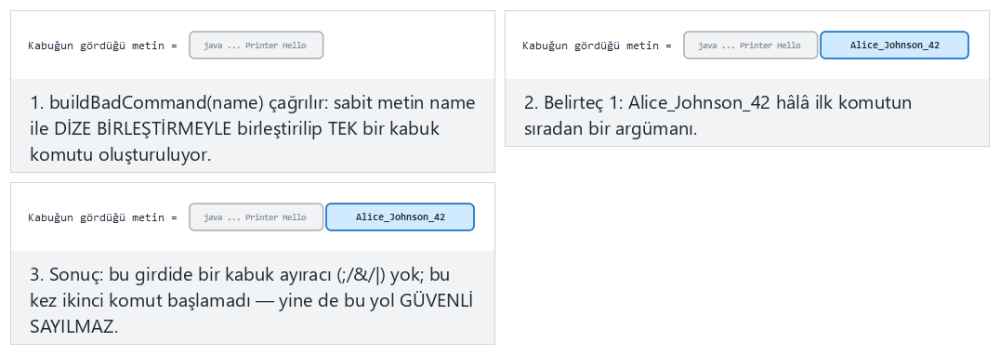 Kabuğun gördüğü metin = java ... Printer Hello
1. buildBadCommand(name) çağrılır: sabit metin name
ile DİZE BİRLEŞTİRMEYLE birleştirilip TEK bir kabuk
komutu oluşturuluyor.
Kabuğun gördüğü metin = java ... Printer Hello Alice_Johnson_42
2. Belirteç 1: Alice_Johnson_42 hâlâ ilk komutun
sıradan bir argümanı.
Kabuğun gördüğü metin = java ... Printer Hello Alice_Johnson_42
3. Sonuç: bu girdide bir kabuk ayıracı (;/&/|) yok; bu
kez ikinci komut başlamadı — yine de bu yol GÜVENLİ
SAYILMAZ.